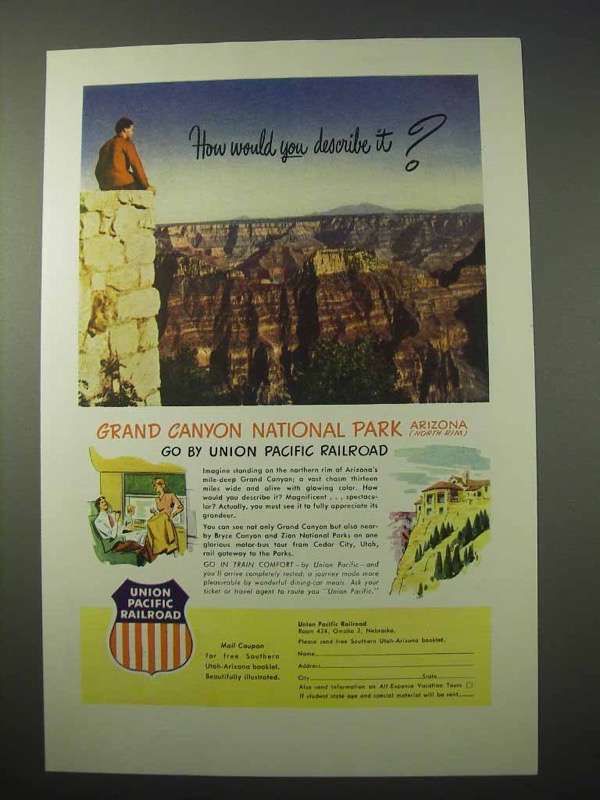 How would you describe it?
GRAND CANYON NATIONAL PARK ARIZONA
(NORTH RIM)
GO BY UNION PACIFIC RAILROAD
Imagine standing on the northern rim of Arizona's
mile-deep Grand Canyon; a vast chasm thirteen
miles wide and alive with glowing color. How
would you describe it? Magnificent . . . spectacu-
lar? Actually, you must see it to fully appreciate its
grandeur.
You can see not only Grand Canyon but also near-
by Bryce Canyon and Zion National Parks on one
glorious motor-bus tour from Cedar City, Utah,
rail gateway to the Parks.
GO IN TRAIN COMFORT—by Union Pacific—and
you'll arrive completely rested; a journey made more
pleasurable by wonderful dining-car meals. Ask your
ticket or travel agent to route you "Union Pacific."
UNION
PACIFIC
RAILROAD
Mail Coupon
for free Southern
Utah-Arizona booklet.
Beautifully illustrated.
Union Pacific Railroad
Room 434, Omaha 2, Nebraska.
Please send free Southern Utah-Arizona booklet.
Name
Address
City State
Also send information on All-Expense Vacation Tours
If student state age and special material will be sent